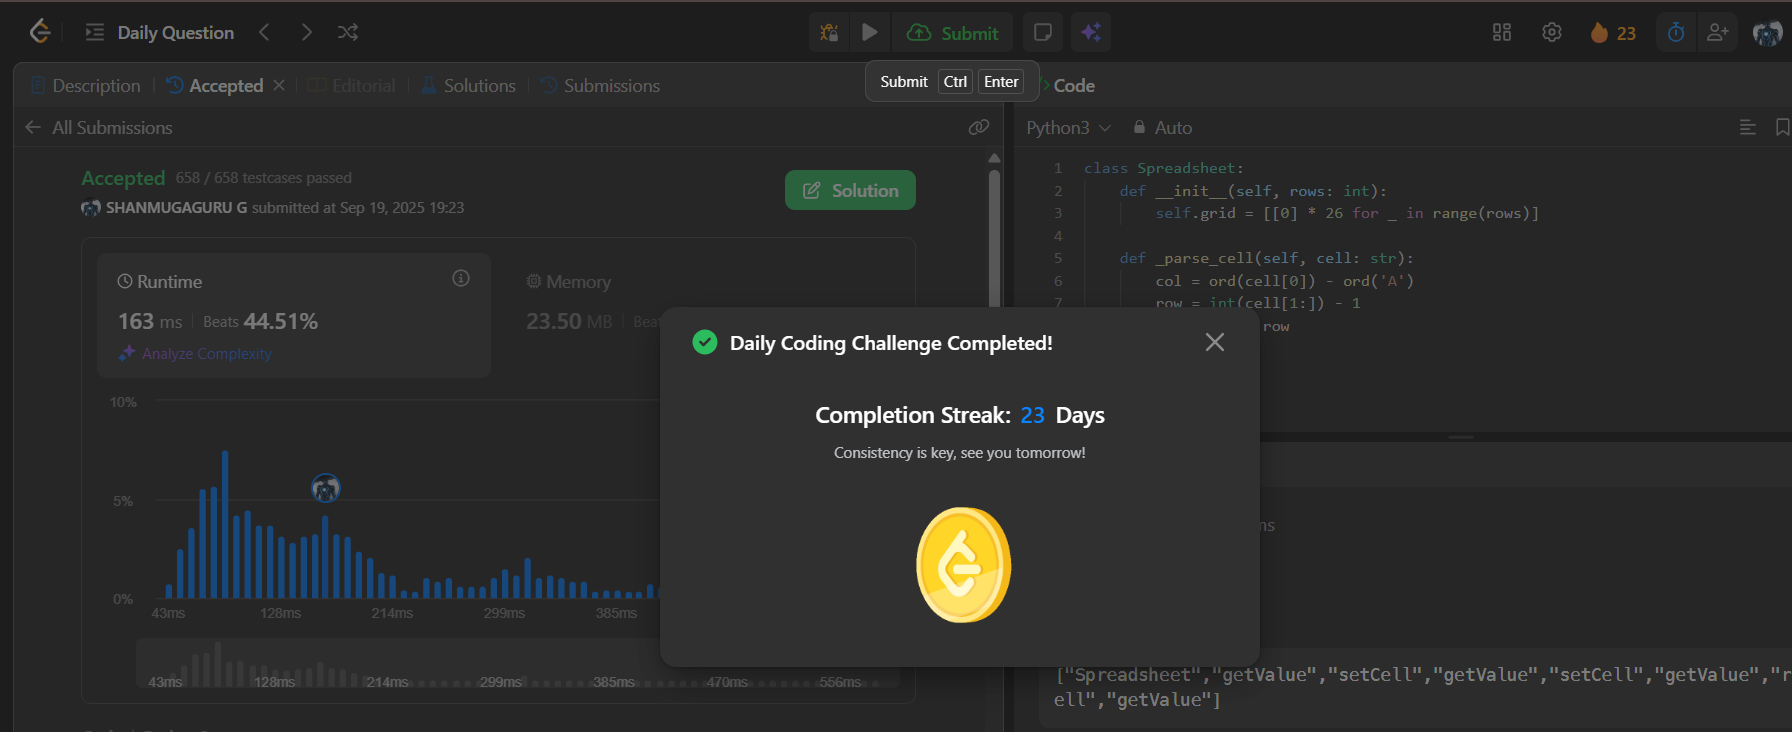 Daily Question
Submit
23
Description
Accepted
Editorial
Solutions
Submissions
Submit Ctrl Enter
Code
All Submissions
Python3
Auto
Accepted 658 / 658 testcases passed
SHANMUGAGURU G submitted at Sep 19, 2025 19:23
Solution
Runtime
163 ms Beats 44.51%
Analyze Complexity
Memory
23.50 MB
10%
5%
0%
43ms 128ms 214ms 299ms 385ms
43ms 128ms 214ms 299ms 385ms 470ms 556ms
1 class Spreadsheet:
2 def __init__(self, rows: int):
3 self.grid = [[0] * 26 for _ in range(rows)]
4
5 def _parse_cell(self, cell: str):
6 col = ord(cell[0]) - ord('A')
7 row = int(cell[1:]) - 1
row
Daily Coding Challenge Completed!
Completion Streak: 23 Days
Consistency is key, see you tomorrow!
ms
["Spreadsheet","getValue","setCell","getValue","setCell","getValue","r
ell","getValue"]